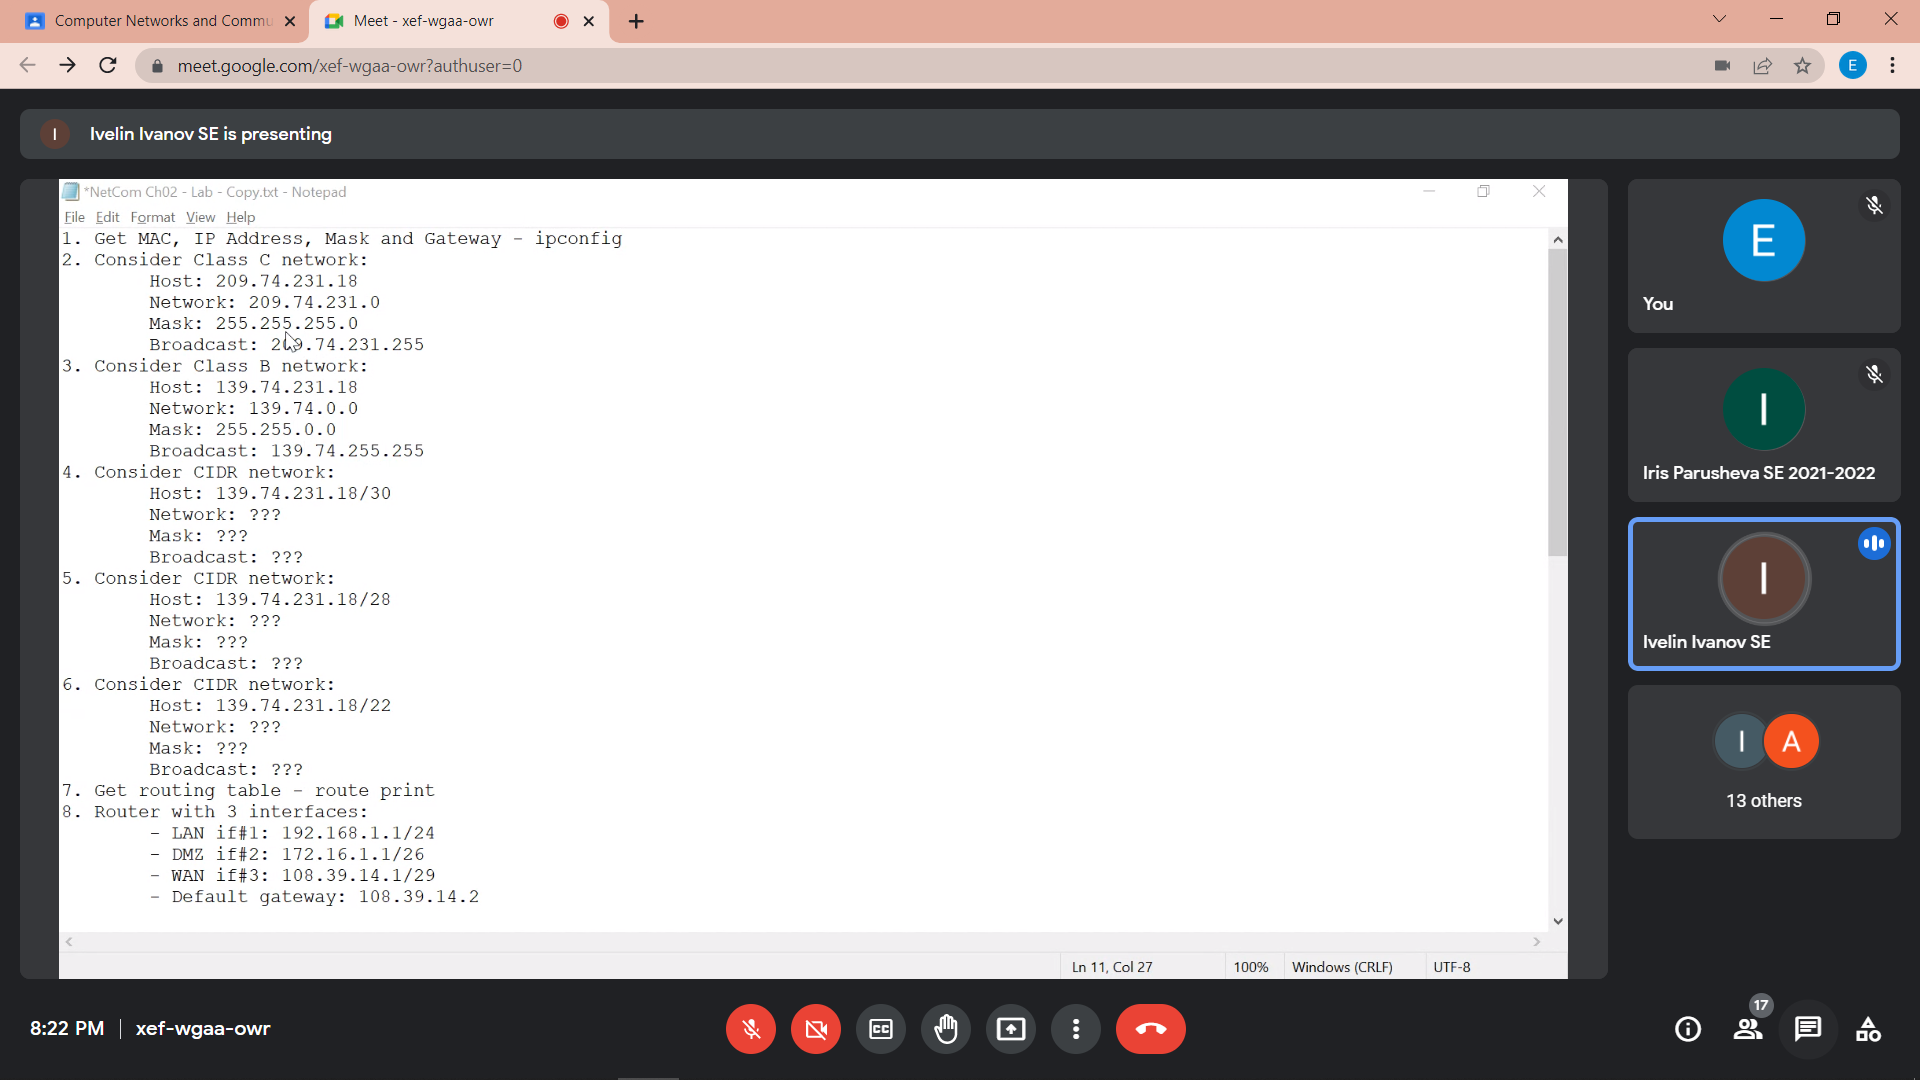 Computer Networks and Commu
Meet - xef-wgaa-owr
meet.google.com/xef-wgaa-owr?authuser=0
E
I
Ivelin Ivanov SE is presenting
*NetCom Ch02 - Lab - Copy.txt - Notepad
File Edit Format View Help
1. Get MAC, IP Address, Mask and Gateway - ipconfig
2. Consider Class C network:
Host: 209.74.231.18
Network: 209.74.231.0
Mask: 255.255.255.0
Broadcast: 209.74.231.255
3. Consider Class B network:
Host: 139.74.231.18
Network: 139.74.0.0
Mask: 255.255.0.0
Broadcast: 139.74.255.255
4. Consider CIDR network:
Host: 139.74.231.18/30
Network: ???
Mask: ???
Broadcast: ???
5. Consider CIDR network:
Host: 139.74.231.18/28
Network: ???
Mask: ???
Broadcast: ???
6. Consider CIDR network:
Host: 139.74.231.18/22
Network: ???
Mask: ???
Broadcast: ???
7. Get routing table - route print
8. Router with 3 interfaces:
- LAN if#1: 192.168.1.1/24
- DMZ if#2: 172.16.1.1/26
- WAN if#3: 108.39.14.1/29
- Default gateway: 108.39.14.2
Ln 11, Col 27
100%
Windows (CRLF)
UTF-8
E
You
I
Iris Parusheva SE 2021-2022
I
Ivelin Ivanov SE
I
A
13 others
8:22 PM
xef-wgaa-owr
CC
17